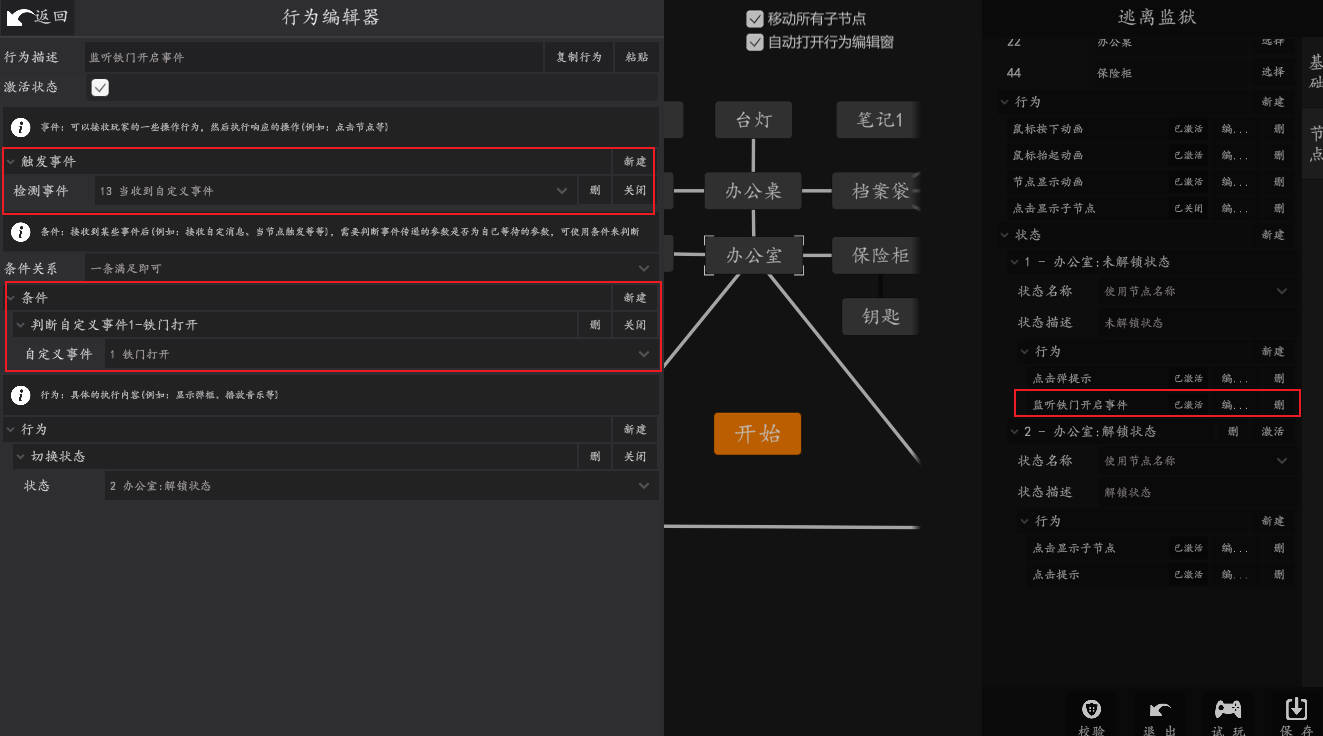 返回
行为编辑器
行为描述 监听铁门开启事件 复制行为 粘贴
激活状态
事件: 可以接收玩家的一些操作行为, 然后执行响应的操作(例如: 点击节点等)
触发事件 新建
检测事件 13 当收到自定义事件 删 关闭
条件: 接收到某些事件后(例如: 接收自定消息、当节点触发等等), 需要判断事件传递的参数是否为自己等待的参数, 可使用条件来判断
条件关系 一条满足即可
条件 新建
判断自定义事件1-铁门打开 删 关闭
自定义事件 1 铁门打开
行为: 具体的执行内容(例如: 显示弹框、播放音乐等)
行为 新建
切换状态 删 关闭
状态 2 办公室:解锁状态
移动所有子节点
自动打开行为编辑窗
台灯 笔记1
办公桌 档案袋
办公室 保险柜
钥匙
开始
逃离监狱
22 办公桌 选择
44 保险柜 选择
行为 新建
鼠标按下动画 已激活 编... 删
鼠标抬起动画 已激活 编... 删
节点显示动画 已激活 编... 删
点击显示子节点 已关闭 编... 删
状态 新建
1 - 办公室:未解锁状态
状态名称 使用节点名称
状态描述 未解锁状态
行为 新建
点击弹提示 已激活 编... 删
监听铁门开启事件 已激活 编... 删
2 - 办公室:解锁状态 删 激活
状态名称 使用节点名称
状态描述 解锁状态
行为 新建
点击显示子节点 已激活 编... 删
点击提示 已激活 编... 删
基础
节点
校验 退出 试玩 保存